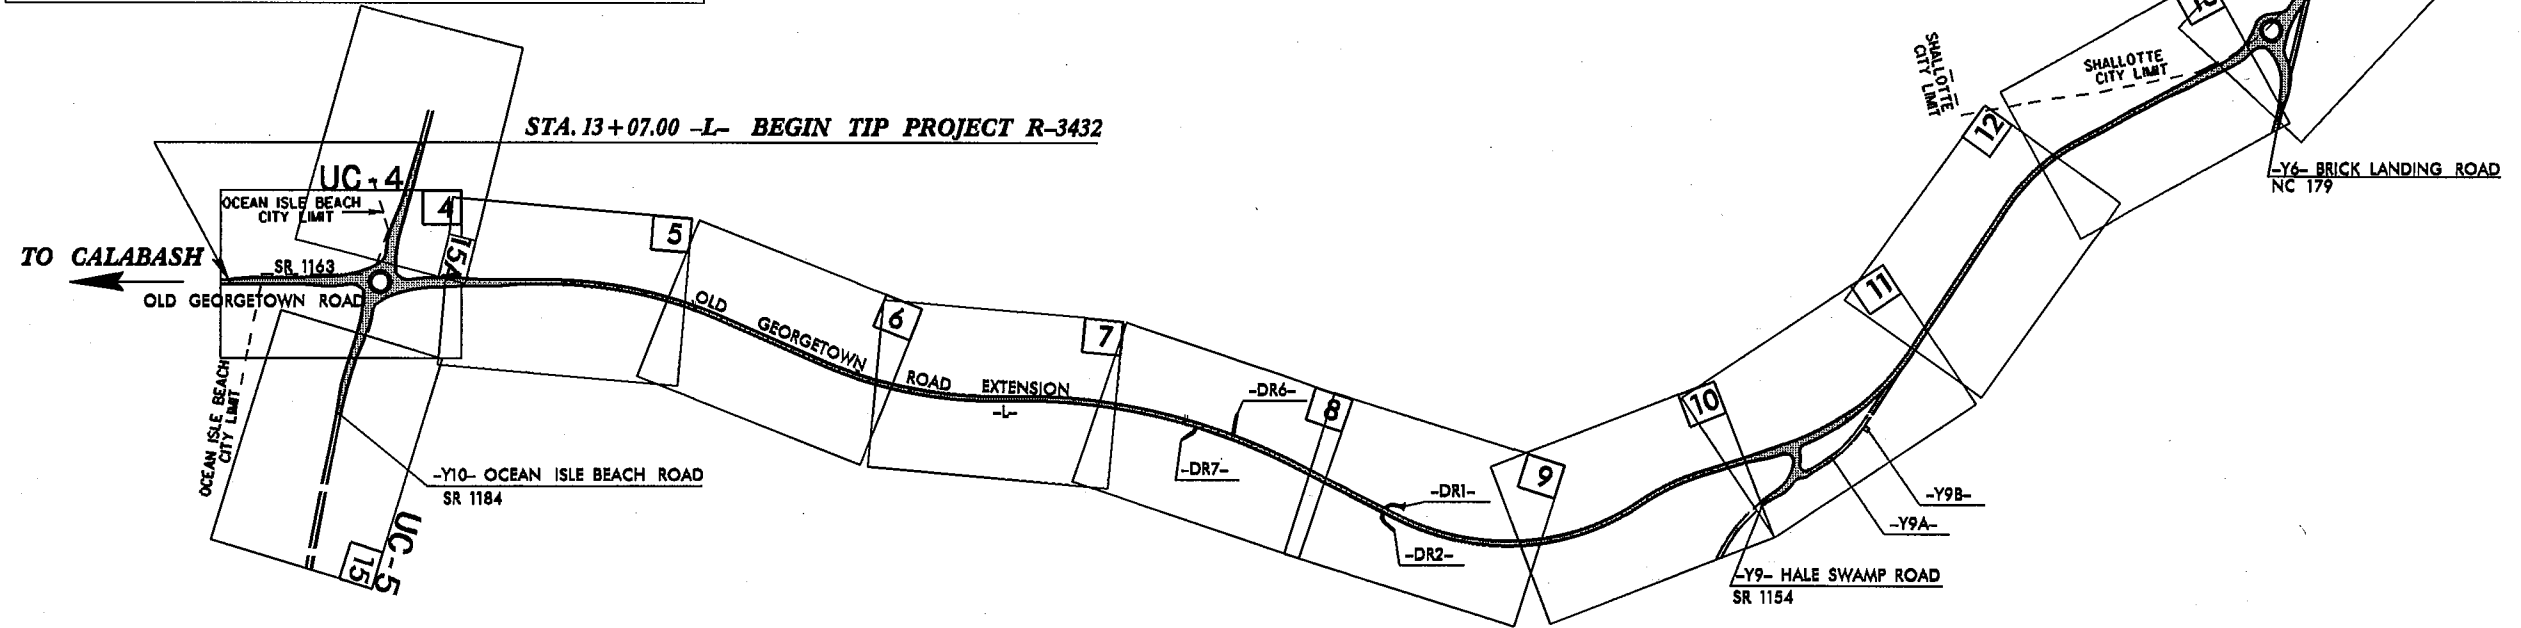 STA. 13+07.00 -L- BEGIN TIP PROJECT R-3432
UC-4
OCEAN ISLE BEACH
CITY LIMIT
4
15A
5
TO CALABASH
SR 1163
OLD GEORGETOWN ROAD
OCEAN ISLE BEACH
CITY LIMIT
-Y10- OCEAN ISLE BEACH ROAD
SR 1184
UC-5
15
OLD GEORGETOWN ROAD EXTENSION
-L-
6
7
-DR6-
-DR7-
8
-DR1-
-DR2-
9
10
-Y9B-
-Y9A-
-Y9- HALE SWAMP ROAD
SR 1154
11
12
SHALLOTTE
CITY LIMIT
SHALLOTTE
CITY LIMIT
-Y6- BRICK LANDING ROAD
NC 179